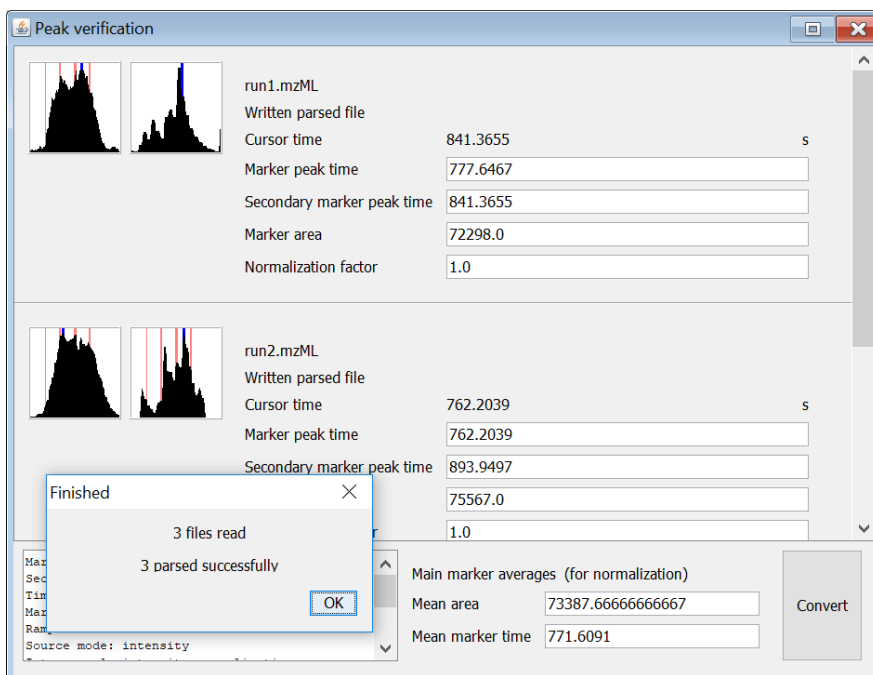 Peak verification
run1.mzML
Written parsed file
Cursor time 841.3655 s
Marker peak time 777.6467
Secondary marker peak time 841.3655
Marker area 72298.0
Normalization factor 1.0
run2.mzML
Written parsed file
Cursor time 762.2039 s
Marker peak time 762.2039
Secondary marker peak time 893.9497
75567.0
1.0
Finished
3 files read
3 parsed successfully
OK
Source mode: intensity
Main marker averages (for normalization)
Mean area 73387.66666666667
Mean marker time 771.6091
Convert